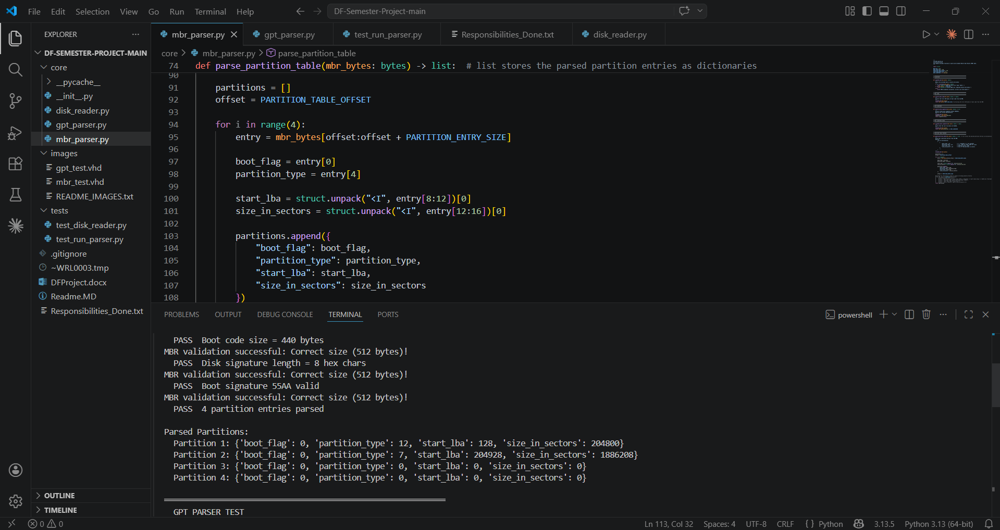 File Edit Selection View Go Run Terminal Help
DF-Semester-Project-main
EXPLORER
DF-SEMESTER-PROJECT-MAIN
core
__pycache__
__init__.py
disk_reader.py
gpt_parser.py
mbr_parser.py
images
gpt_test.vhd
mbr_test.vhd
README_IMAGES.txt
tests
test_disk_reader.py
test_run_parser.py
.gitignore
~WRL0003.tmp
DFProject.docx
Readme.MD
Responsibilities_Done.txt
OUTLINE
TIMELINE
mbr_parser.py gpt_parser.py test_run_parser.py Responsibilities_Done.txt disk_reader.py
core > mbr_parser.py > parse_partition_table
74 def parse_partition_table(mbr_bytes: bytes) -> list: # list stores the parsed partition entries as dictionaries
90
91 partitions = []
92 offset = PARTITION_TABLE_OFFSET
93
94 for i in range(4):
95 entry = mbr_bytes[offset:offset + PARTITION_ENTRY_SIZE]
96
97 boot_flag = entry[0]
98 partition_type = entry[4]
99
100 start_lba = struct.unpack("<I", entry[8:12])[0]
101 size_in_sectors = struct.unpack("<I", entry[12:16])[0]
102
103 partitions.append({
104 "boot_flag": boot_flag,
105 "partition_type": partition_type,
106 "start_lba": start_lba,
107 "size_in_sectors": size_in_sectors
108 })
PROBLEMS OUTPUT DEBUG CONSOLE TERMINAL PORTS
powershell
PASS Boot code size = 440 bytes
MBR validation successful: Correct size (512 bytes)!
PASS Disk signature length = 8 hex chars
MBR validation successful: Correct size (512 bytes)!
PASS Boot signature 55AA valid
MBR validation successful: Correct size (512 bytes)!
PASS 4 partition entries parsed
Parsed Partitions:
Partition 1: {'boot_flag': 0, 'partition_type': 12, 'start_lba': 128, 'size_in_sectors': 204800}
Partition 2: {'boot_flag': 0, 'partition_type': 7, 'start_lba': 204928, 'size_in_sectors': 1886208}
Partition 3: {'boot_flag': 0, 'partition_type': 0, 'start_lba': 0, 'size_in_sectors': 0}
Partition 4: {'boot_flag': 0, 'partition_type': 0, 'start_lba': 0, 'size_in_sectors': 0}
GPT PARSER TEST
0 0
Ln 113, Col 32 Spaces: 4 UTF-8 CRLF { } Python 3.13.5 Python 3.13 (64-bit)